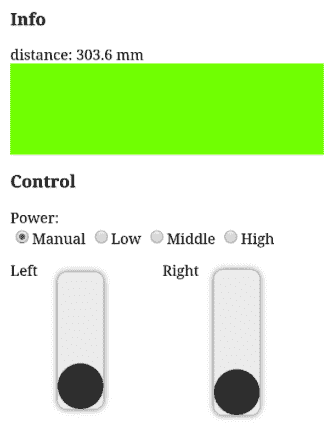 Info
distance: 303.6 mm
Control
Power:
Manual Low Middle High
Left Right